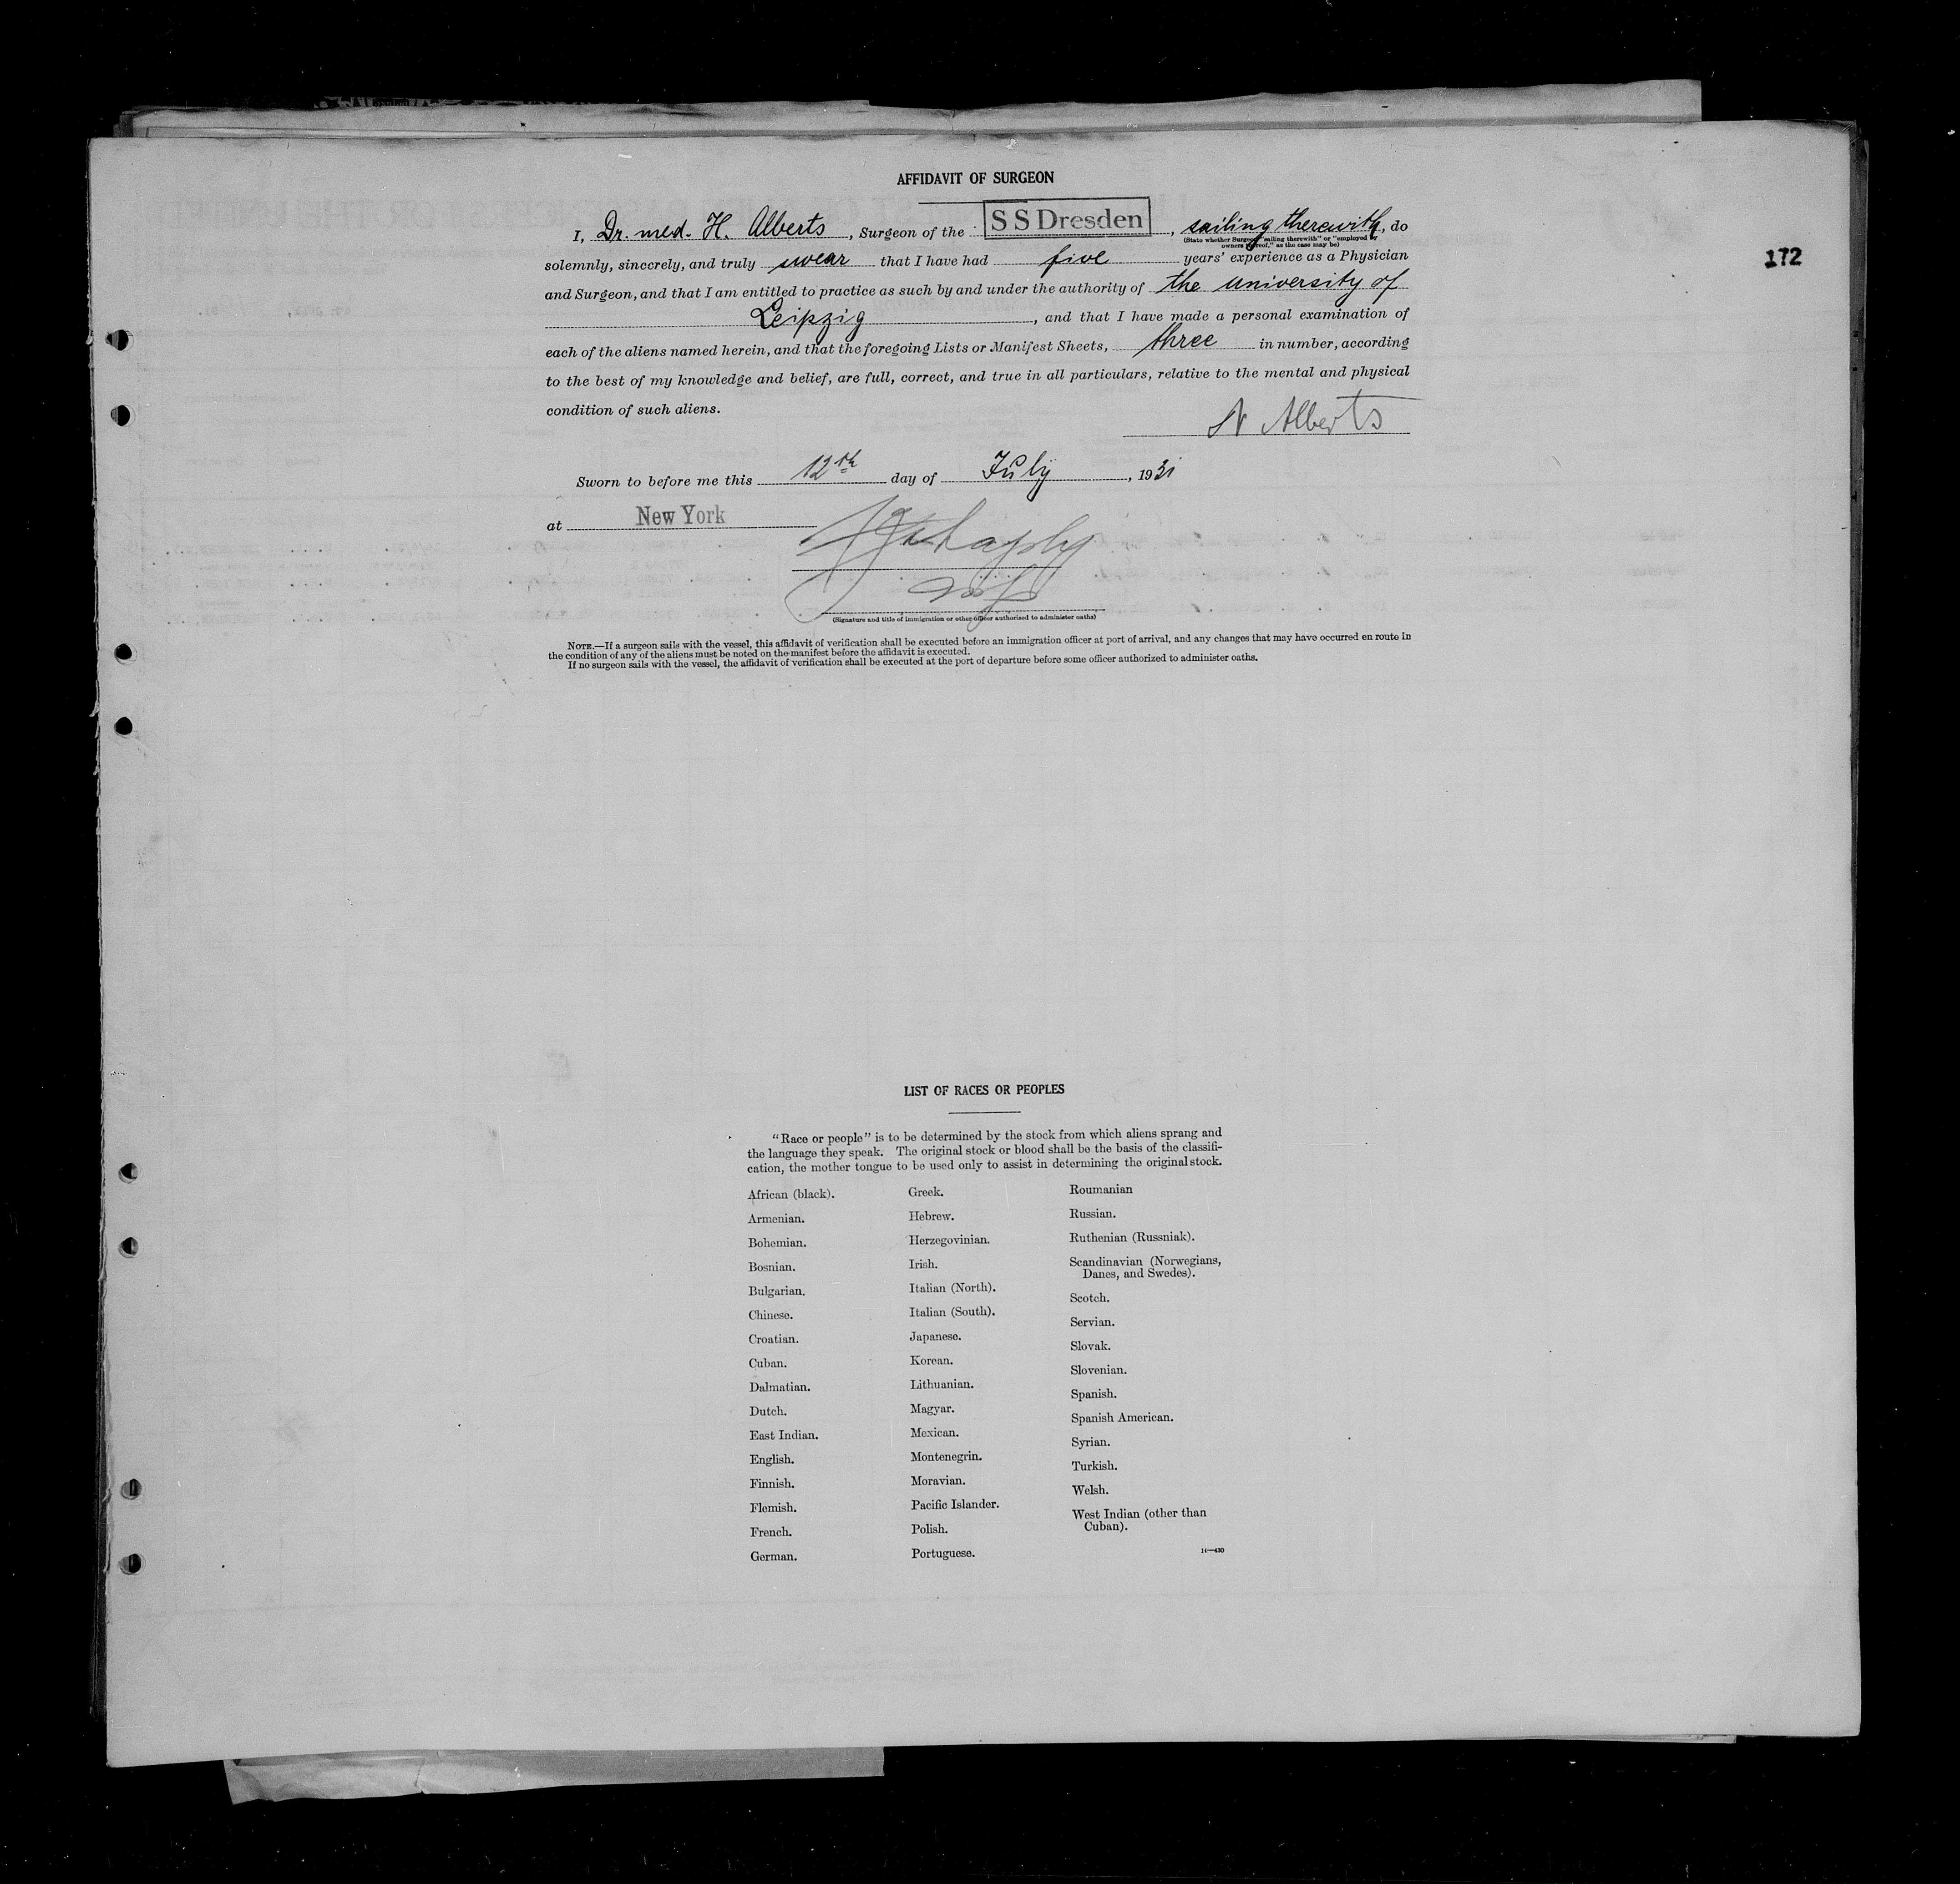 AFFIDAVIT OF SURGEON
I, Dr. med. H. Alberts, Surgeon of the SS Dresden, sailing therewith, do
(State whether Surgeon "sailing therewith" or "employed by
owners thereof," as the case may be)
172
solemnly, sincerely, and truly swear that I have had five years' experience as a Physician
and Surgeon, and that I am entitled to practice as such by and under the authority of the university of
Leipzig, and that I have made a personal examination of
each of the aliens named herein, and that the foregoing Lists or Manifest Sheets, three in number, according
to the best of my knowledge and belief, are full, correct, and true in all particulars, relative to the mental and physical
condition of such aliens.
H Alberts
Sworn to before me this 12th day of July, 1931
at New York
(Signature and title of immigration or other officer authorized to administer oaths)
NOTE.—If a surgeon sails with the vessel, this affidavit of verification shall be executed before an immigration officer at port of arrival, and any changes that may have occurred en route in
the condition of any of the aliens must be noted on the manifest before the affidavit is executed.
If no surgeon sails with the vessel, the affidavit of verification shall be executed at the port of departure before some officer authorized to administer oaths.
LIST OF RACES OR PEOPLES
"Race or people" is to be determined by the stock from which aliens sprang and
the language they speak. The original stock or blood shall be the basis of the classifi-
cation, the mother tongue to be used only to assist in determining the original stock.
African (black).
Armenian.
Bohemian.
Bosnian.
Bulgarian.
Chinese.
Croatian.
Cuban.
Dalmatian.
Dutch.
East Indian.
English.
Finnish.
Flemish.
French.
German.
Greek.
Hebrew.
Herzegovinian.
Irish.
Italian (North).
Italian (South).
Japanese.
Korean.
Lithuanian.
Magyar.
Mexican.
Montenegrin.
Moravian.
Pacific Islander.
Polish.
Portuguese.
Roumanian
Russian.
Ruthenian (Russniak).
Scandinavian (Norwegians,
Danes, and Swedes).
Scotch.
Servian.
Slovak.
Slovenian.
Spanish.
Spanish American.
Syrian.
Turkish.
Welsh.
West Indian (other than
Cuban).
14—430